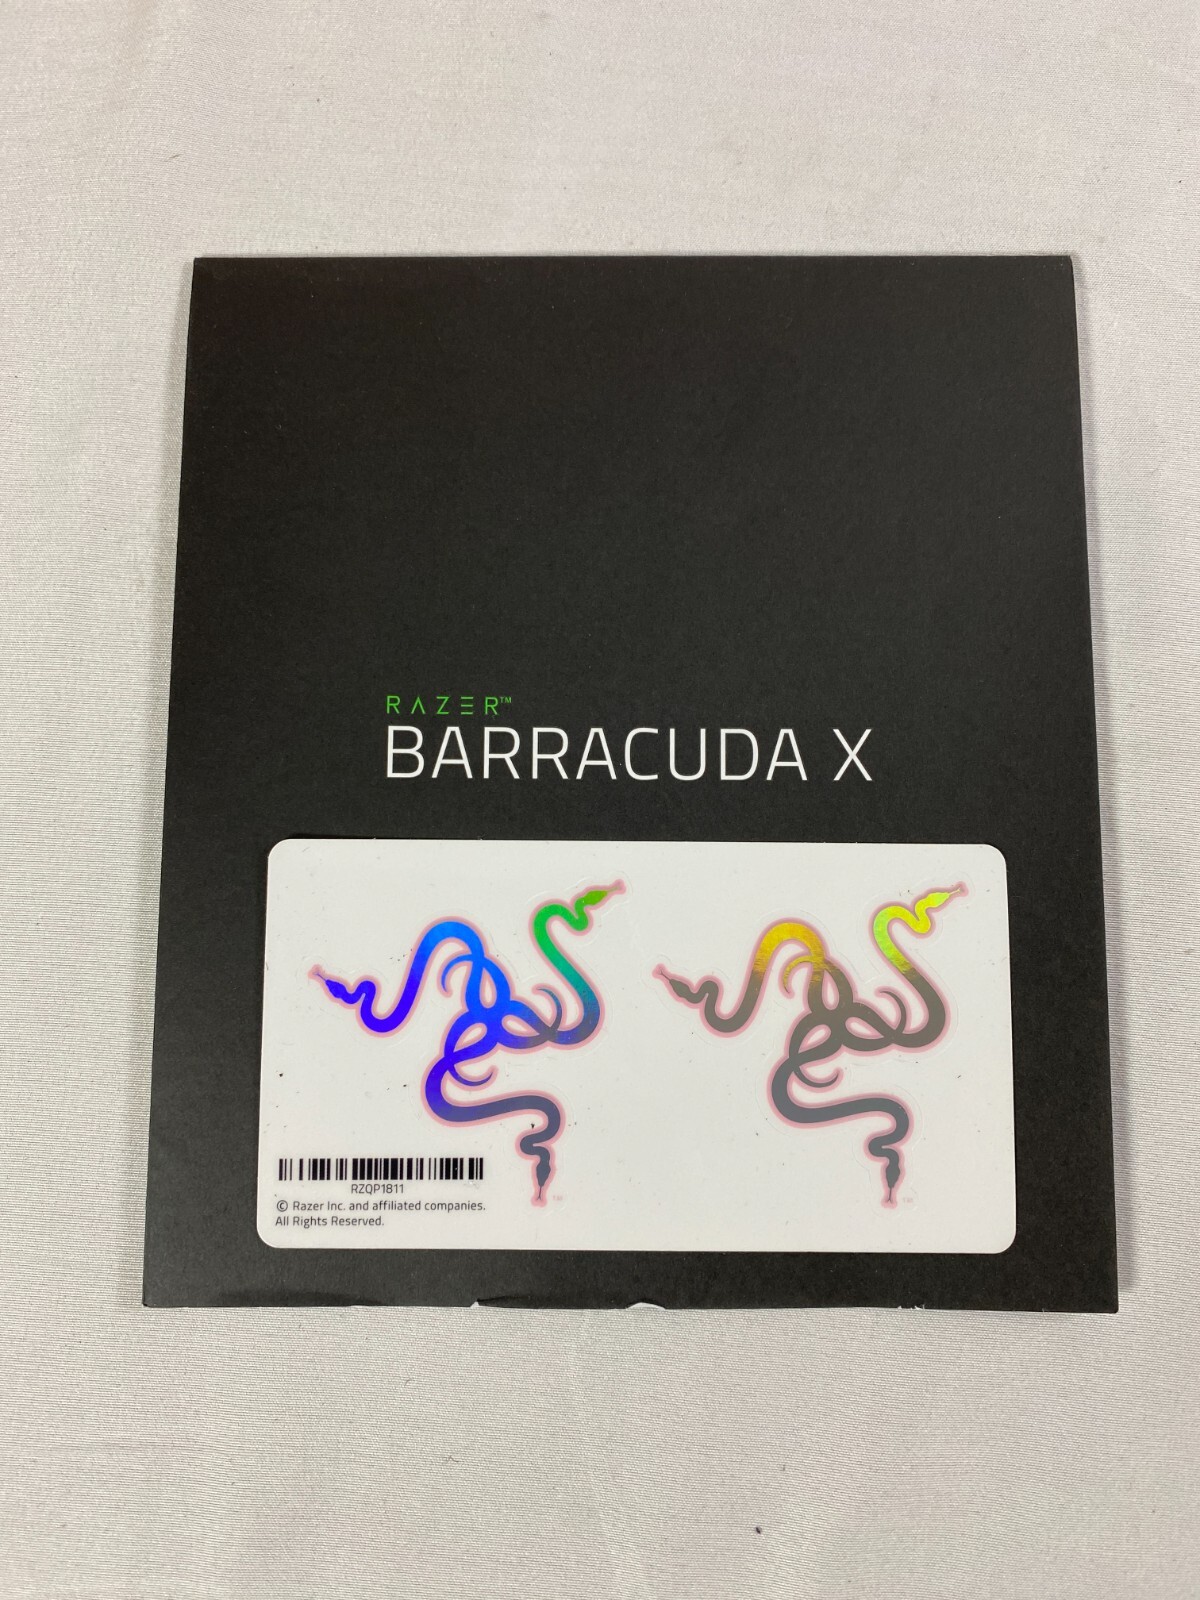 RAZER™
BARRACUDA X
RZQP1811
© Razer Inc. and affiliated companies.
All Rights Reserved.